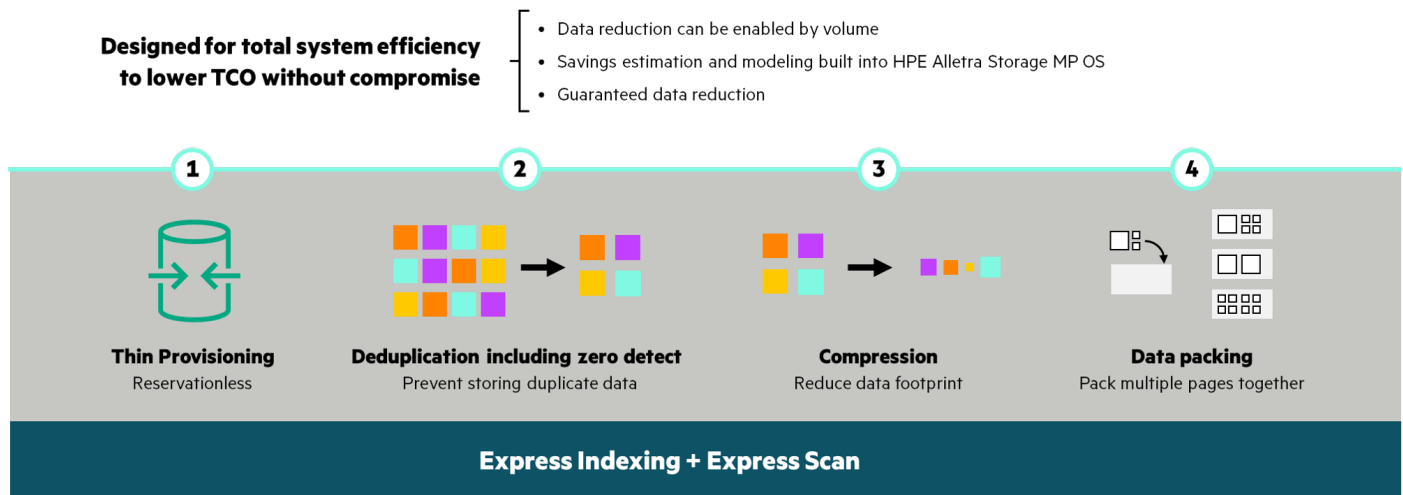 Designed for total system efficiency
to lower TCO without compromise
• Data reduction can be enabled by volume
• Savings estimation and modeling built into HPE Alletra Storage MP OS
• Guaranteed data reduction
1
2
3
4
Thin Provisioning
Reservationless
Deduplication including zero detect
Prevent storing duplicate data
Compression
Reduce data footprint
Data packing
Pack multiple pages together
Express Indexing + Express Scan